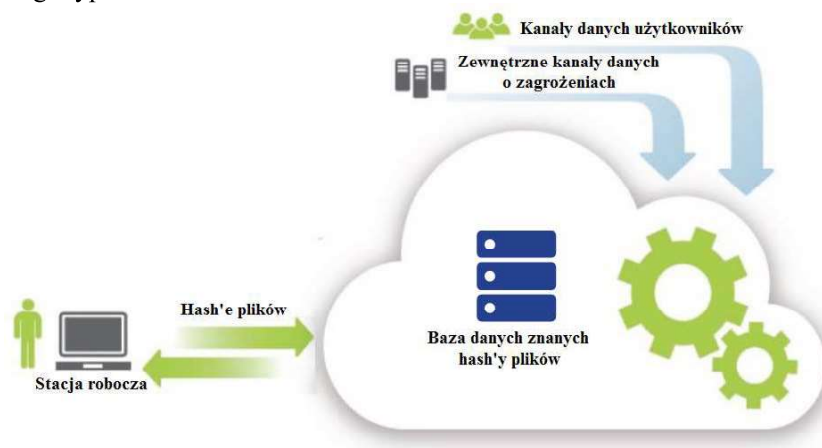 Kanały danych użytkowników
Zewnętrzne kanały danych
o zagrożeniach
Hash'e plików
Baza danych znanych
hash'y plików
Stacja robocza